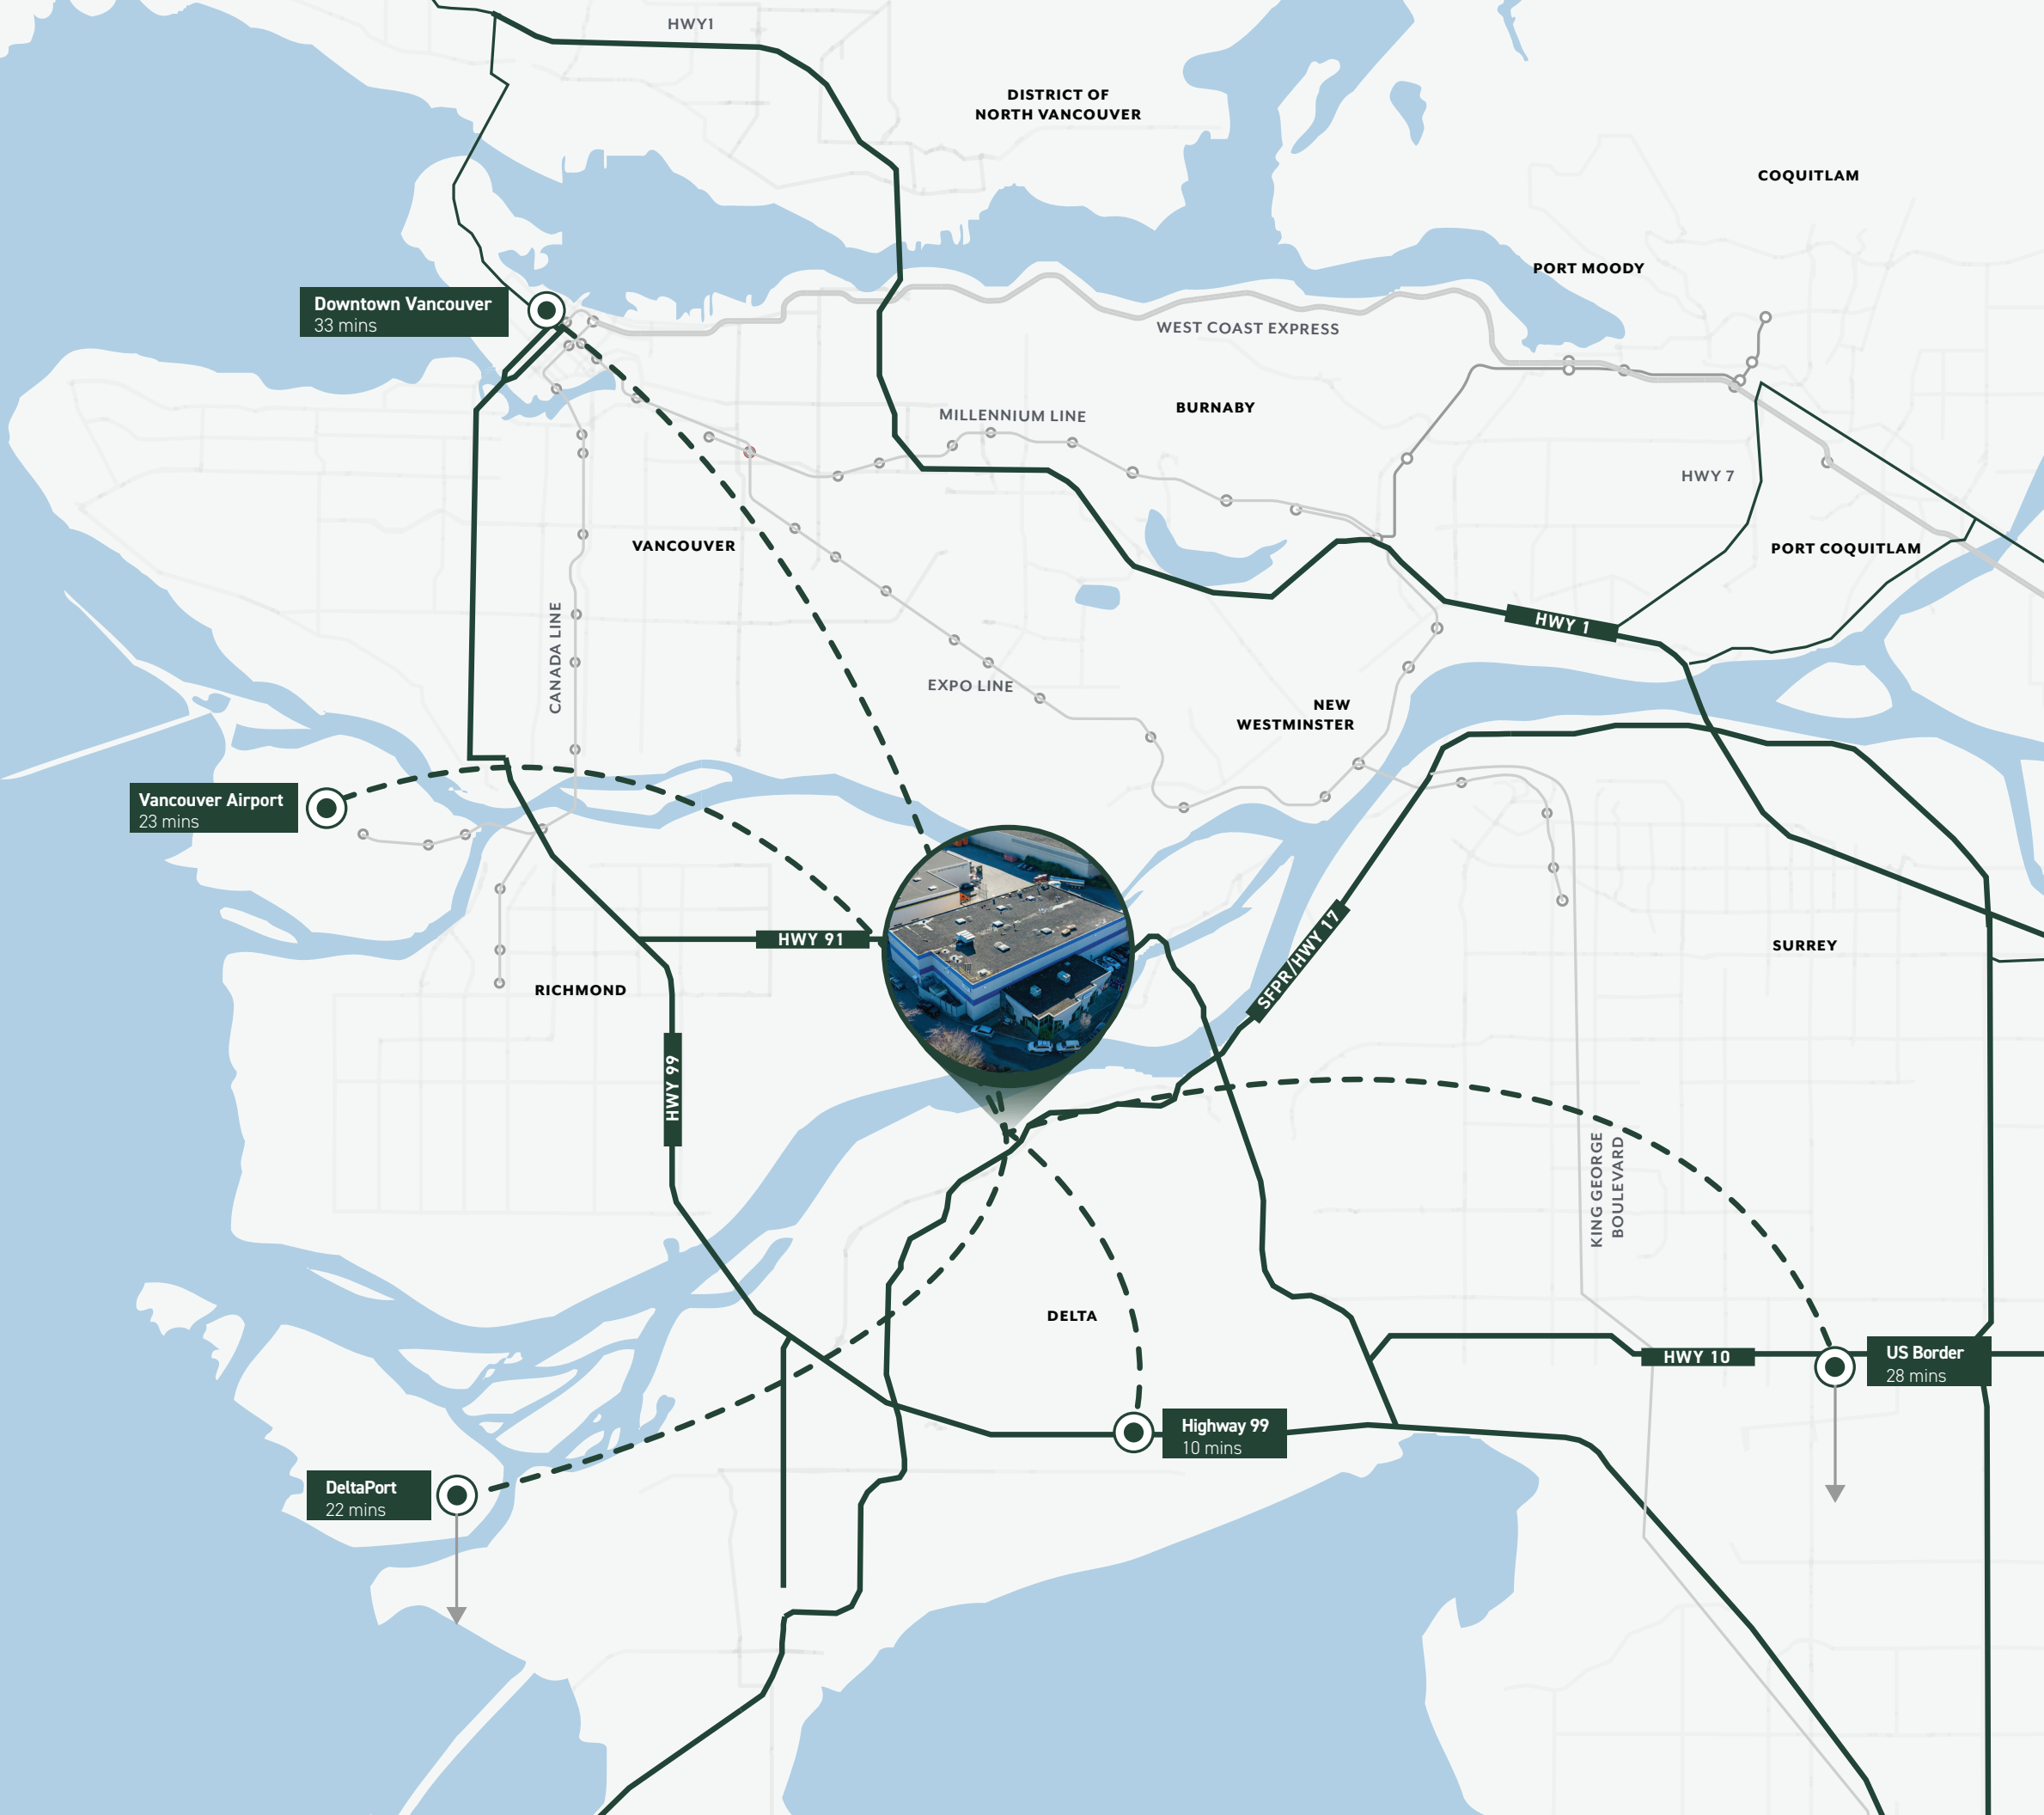 HWY1
DISTRICT OF
NORTH VANCOUVER
COQUITLAM
PORT MOODY
Downtown Vancouver
33 mins
WEST COAST EXPRESS
MILLENNIUM LINE
BURNABY
HWY 7
VANCOUVER
PORT COQUITLAM
HWY 1
CANADA LINE
EXPO LINE
NEW
WESTMINSTER
Vancouver Airport
23 mins
HWY 91
SFPR/HWY 17
SURREY
RICHMOND
HWY 99
KING GEORGE
BOULEVARD
DELTA
HWY 10
US Border
28 mins
Highway 99
10 mins
DeltaPort
22 mins